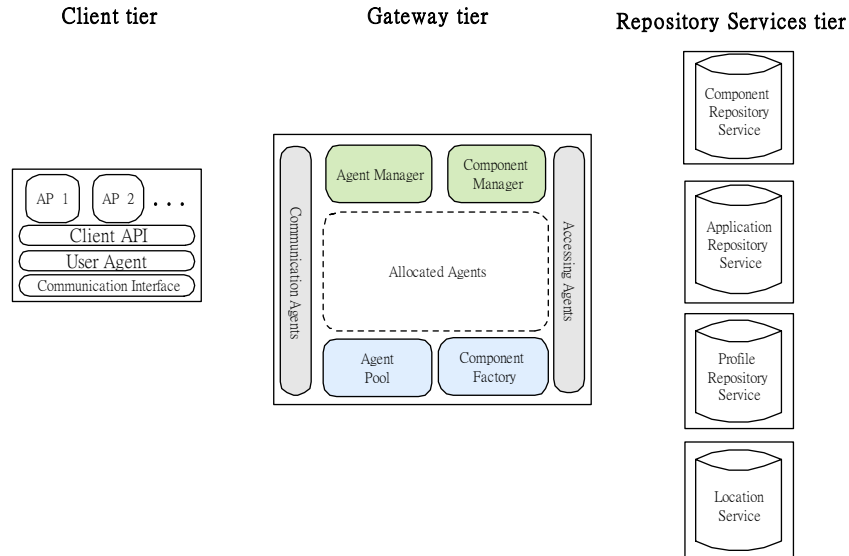 Client tier
Gateway tier
Repository Services tier
AP 1
AP 2
. . .
Client API
User Agent
Communication Interface
Communication Agents
Agent Manager
Component
Manager
Allocated Agents
Agent
Pool
Component
Factory
Accessing Agents
Component
Repository
Service
Application
Repository
Service
Profile
Repository
Service
Location
Service